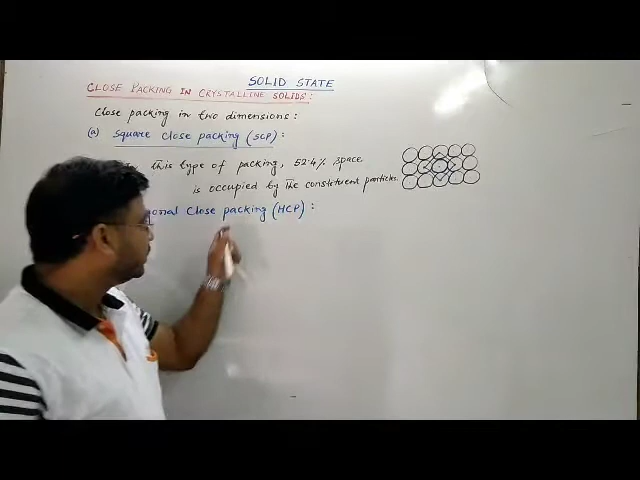 SOLID STATE
CLOSE PACKING IN CRYSTALLINE SOLIDS:
Close packing in two dimensions:
(a) Square close packing (SCP):
this type of packing, 52.4% space
is occupied by the constituent particles.
gonal close packing (HCP):